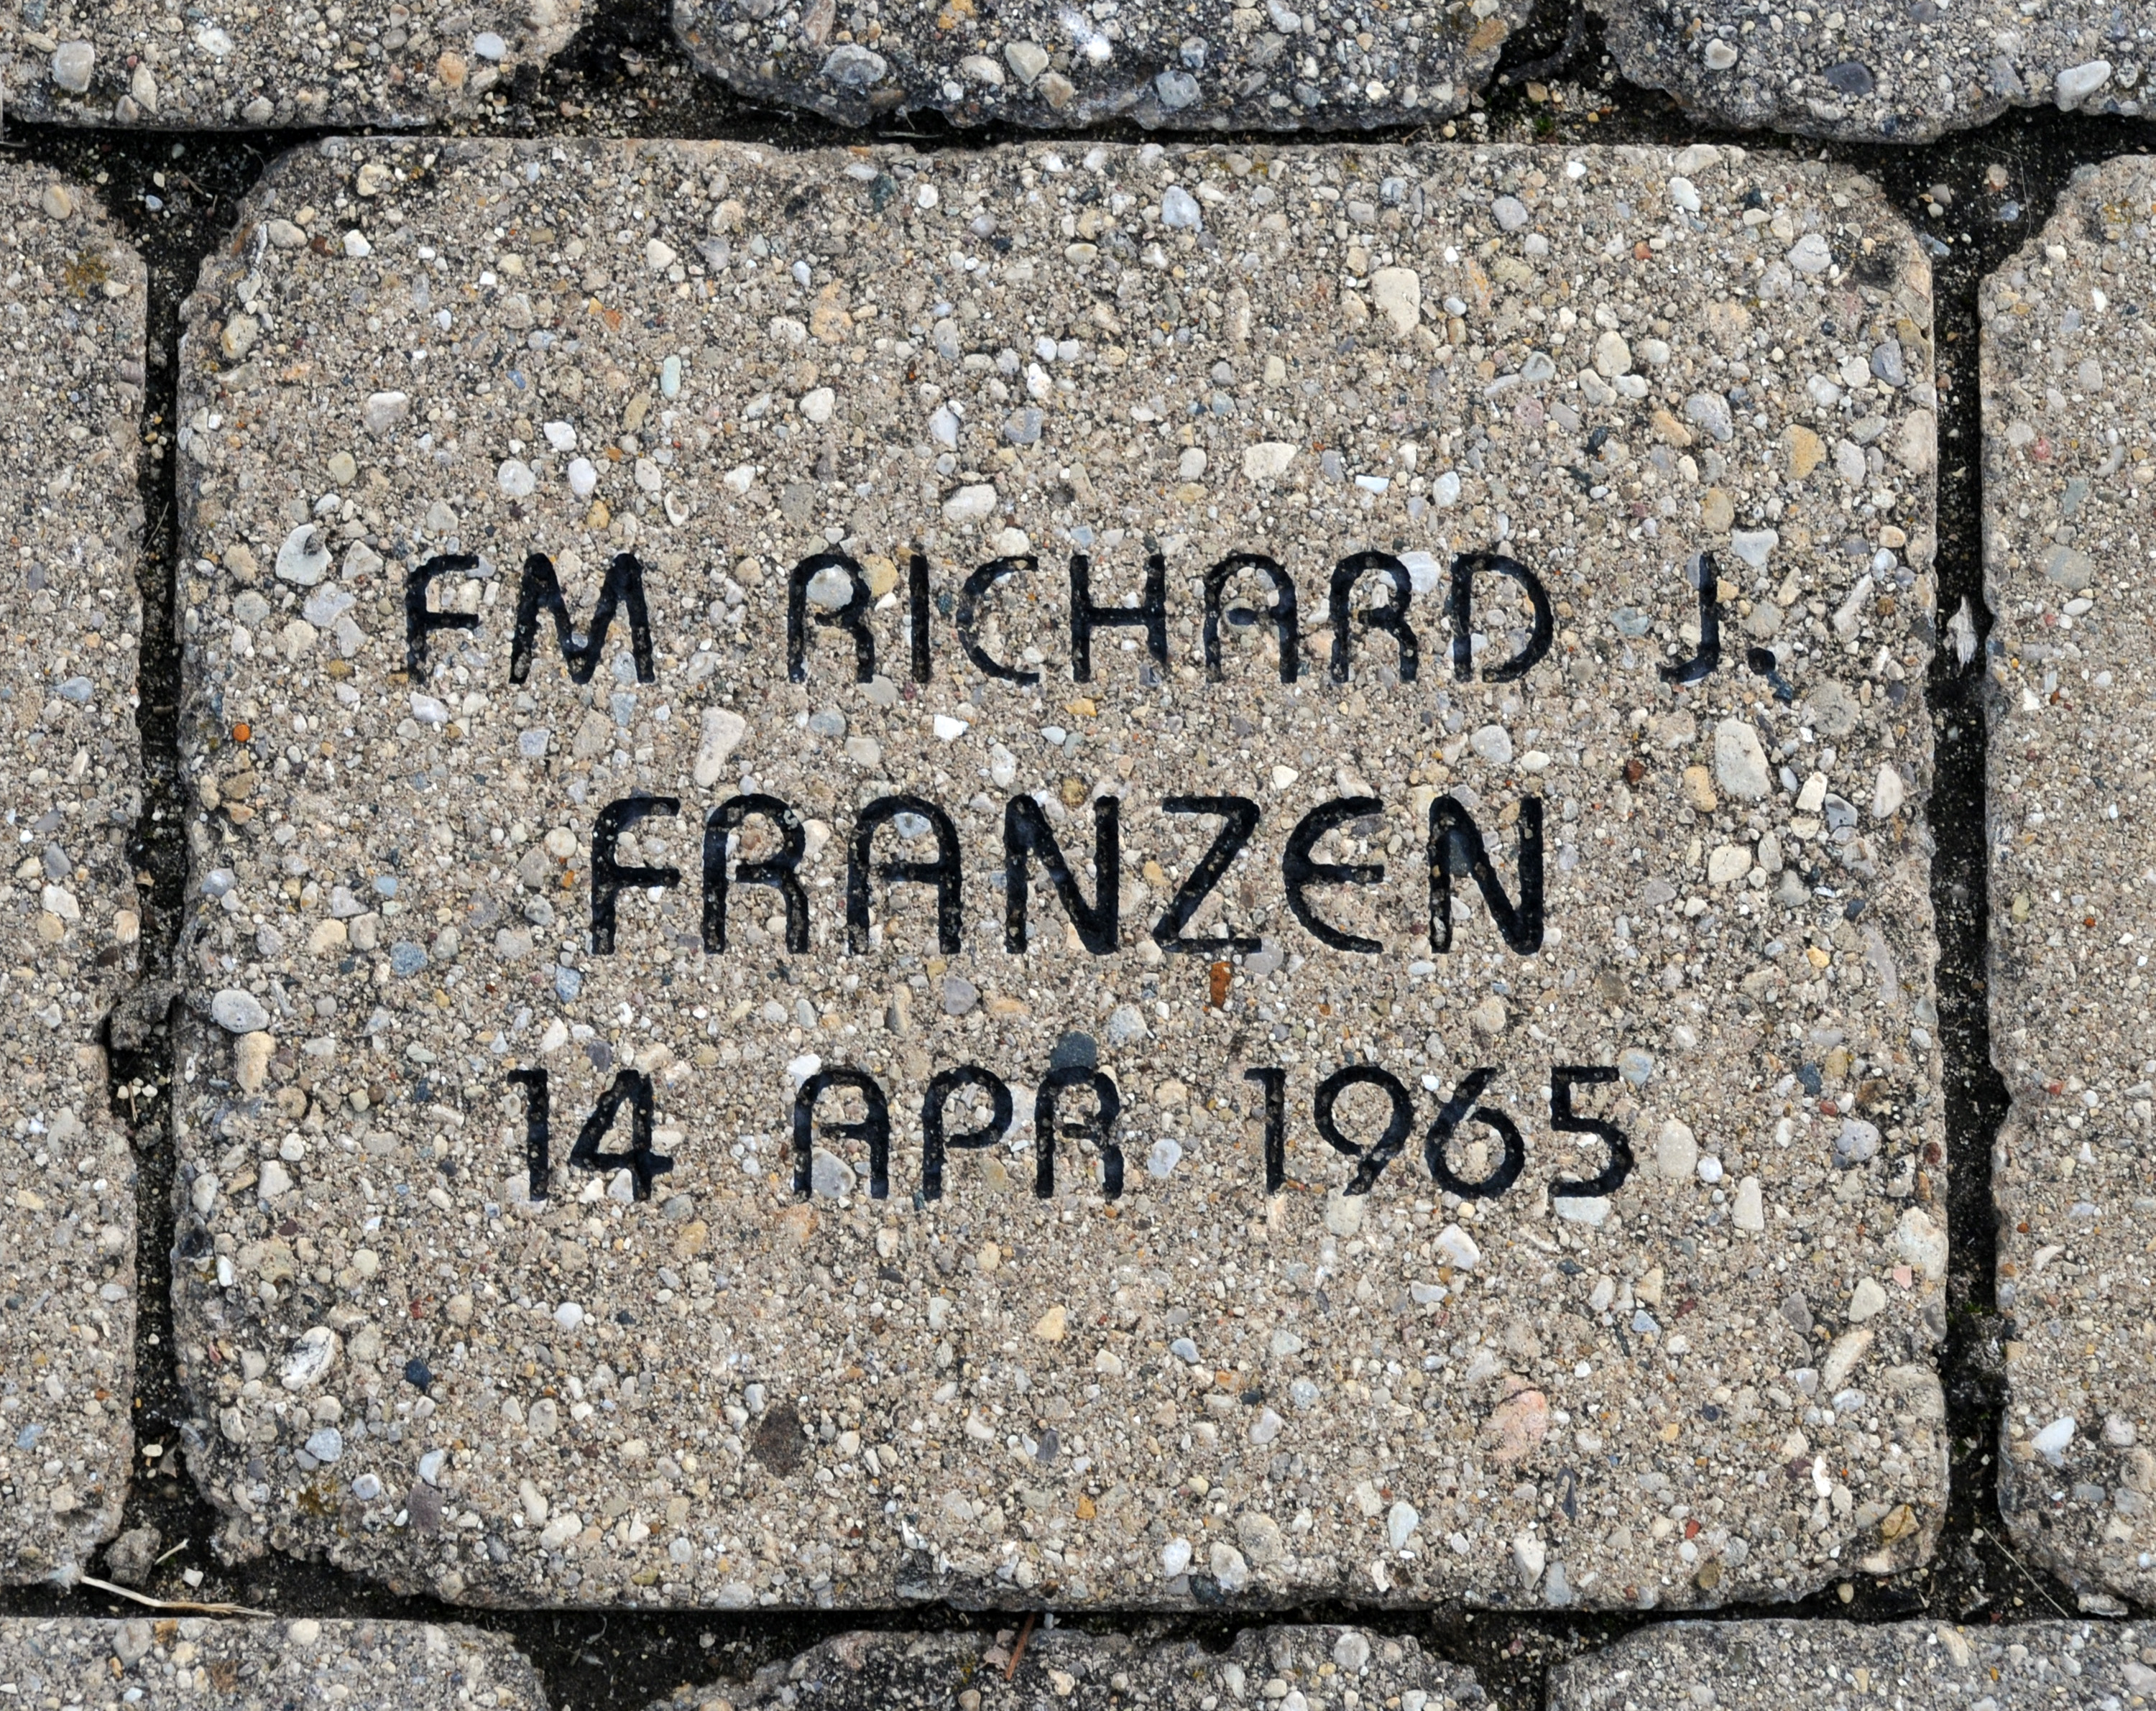 FM RICHARD J.
FRANZEN
14 APR 1965